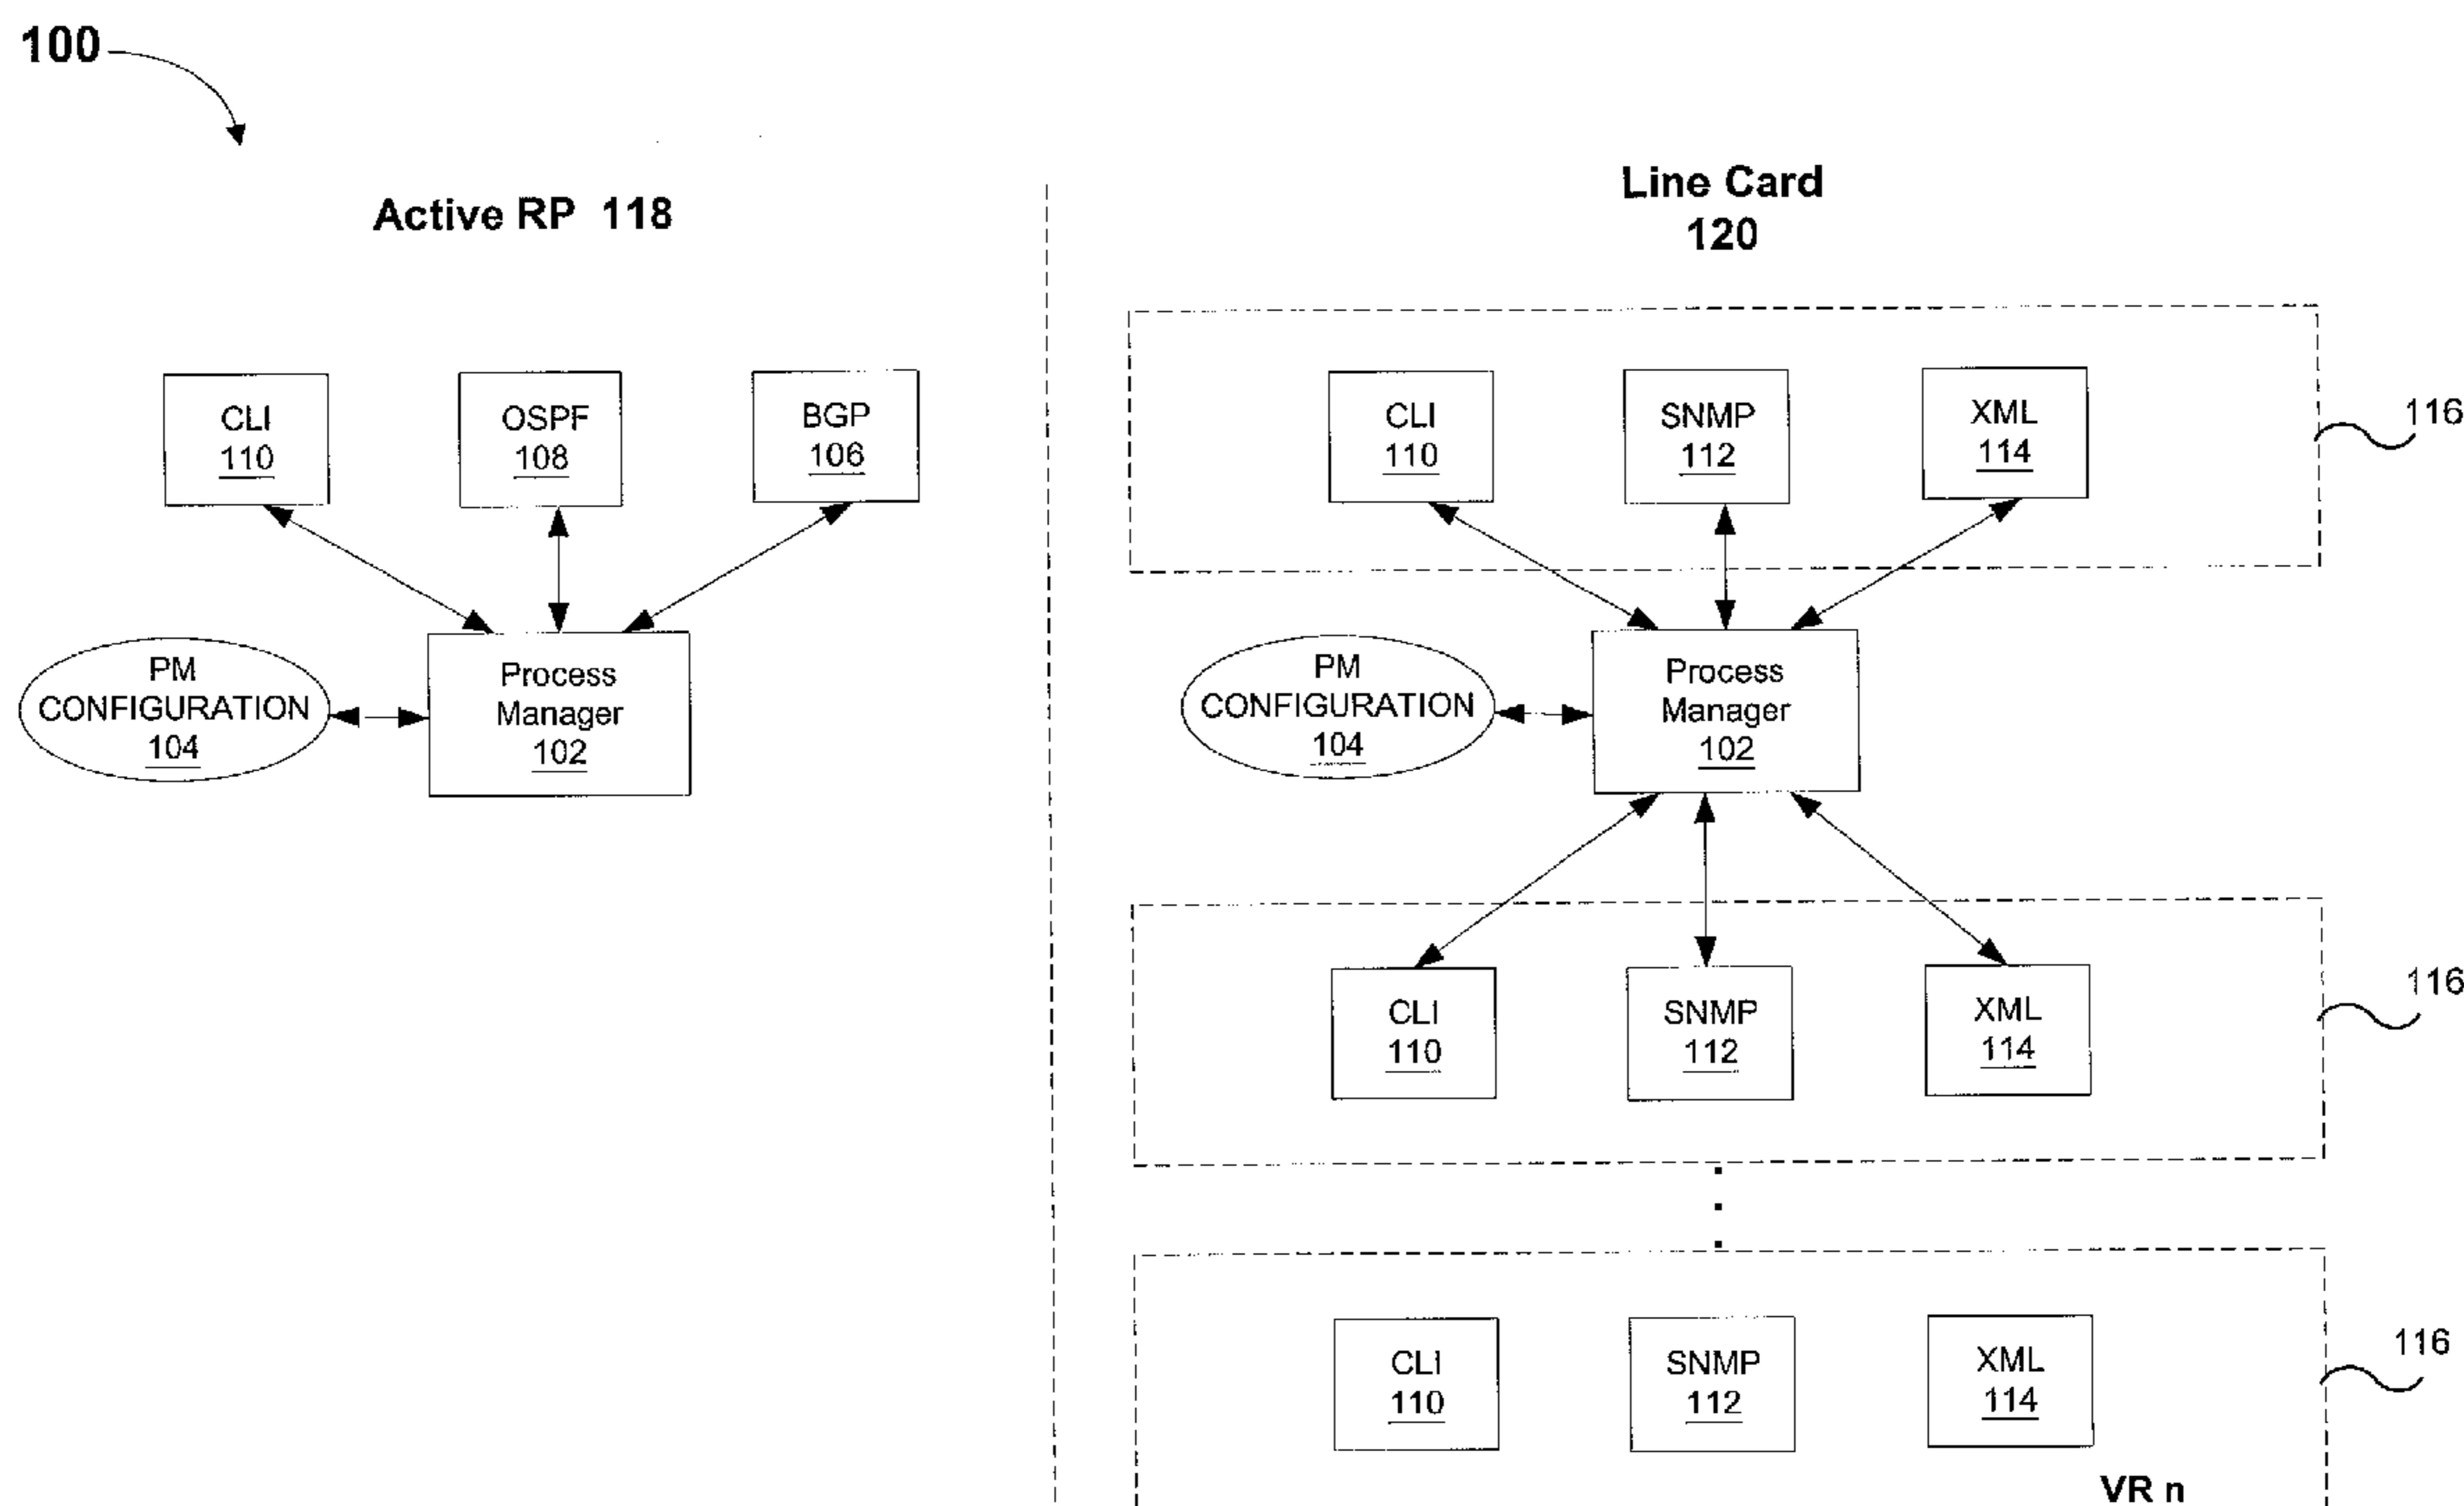 100
Active RP 118
CLI
110
OSPF
108
BGP
106
PM
CONFIGURATION
104
Process
Manager
102
Line Card
120
CLI
110
SNMP
112
XML
114
116
PM
CONFIGURATION
104
Process
Manager
102
CLI
110
SNMP
112
XML
114
116
CLI
110
SNMP
112
XML
114
116
VR n